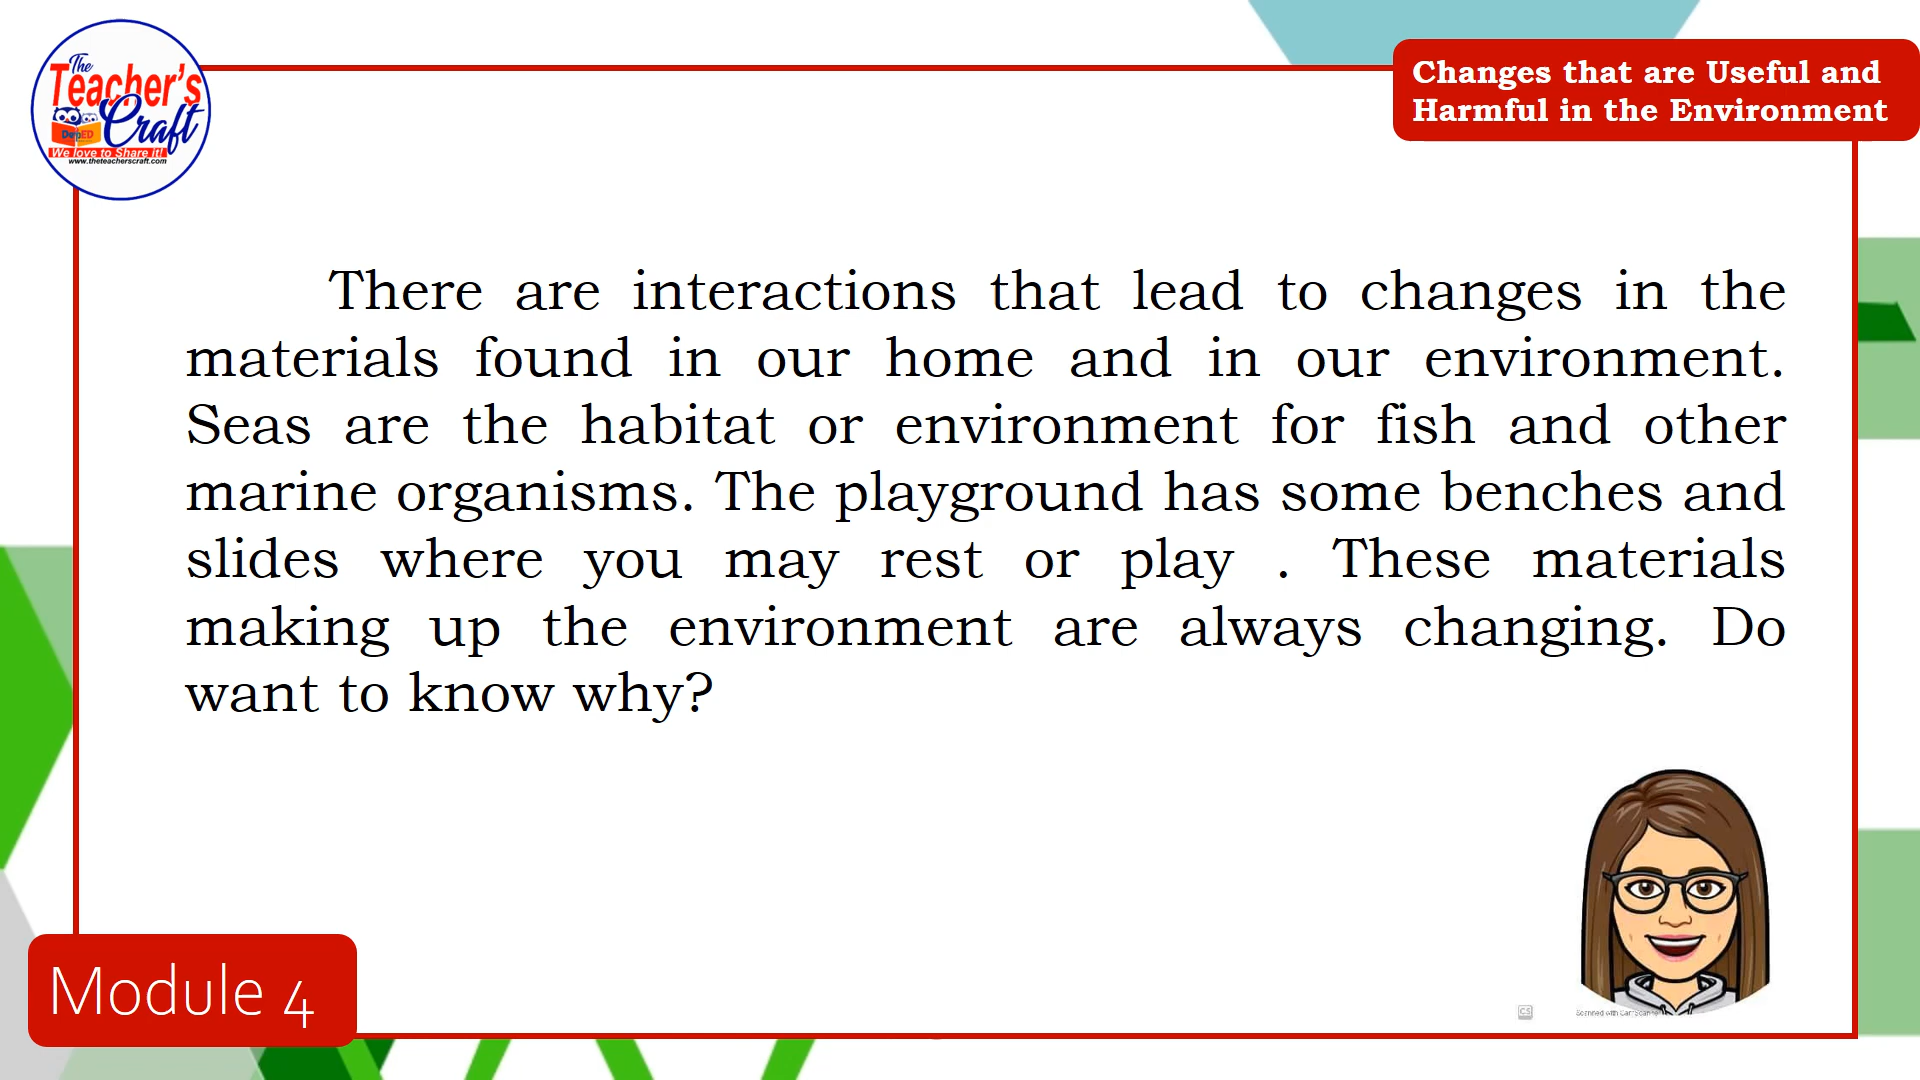 The
Teacher's
Craft
DepED
We love to Share it!
www.theteacherscraft.com
Changes that are Useful and
Harmful in the Environment
There are interactions that lead to changes in the
materials found in our home and in our environment.
Seas are the habitat or environment for fish and other
marine organisms. The playground has some benches and
slides where you may rest or play . These materials
making up the environment are always changing. Do
want to know why?
Module 4
CS
Scanned with CamScanner